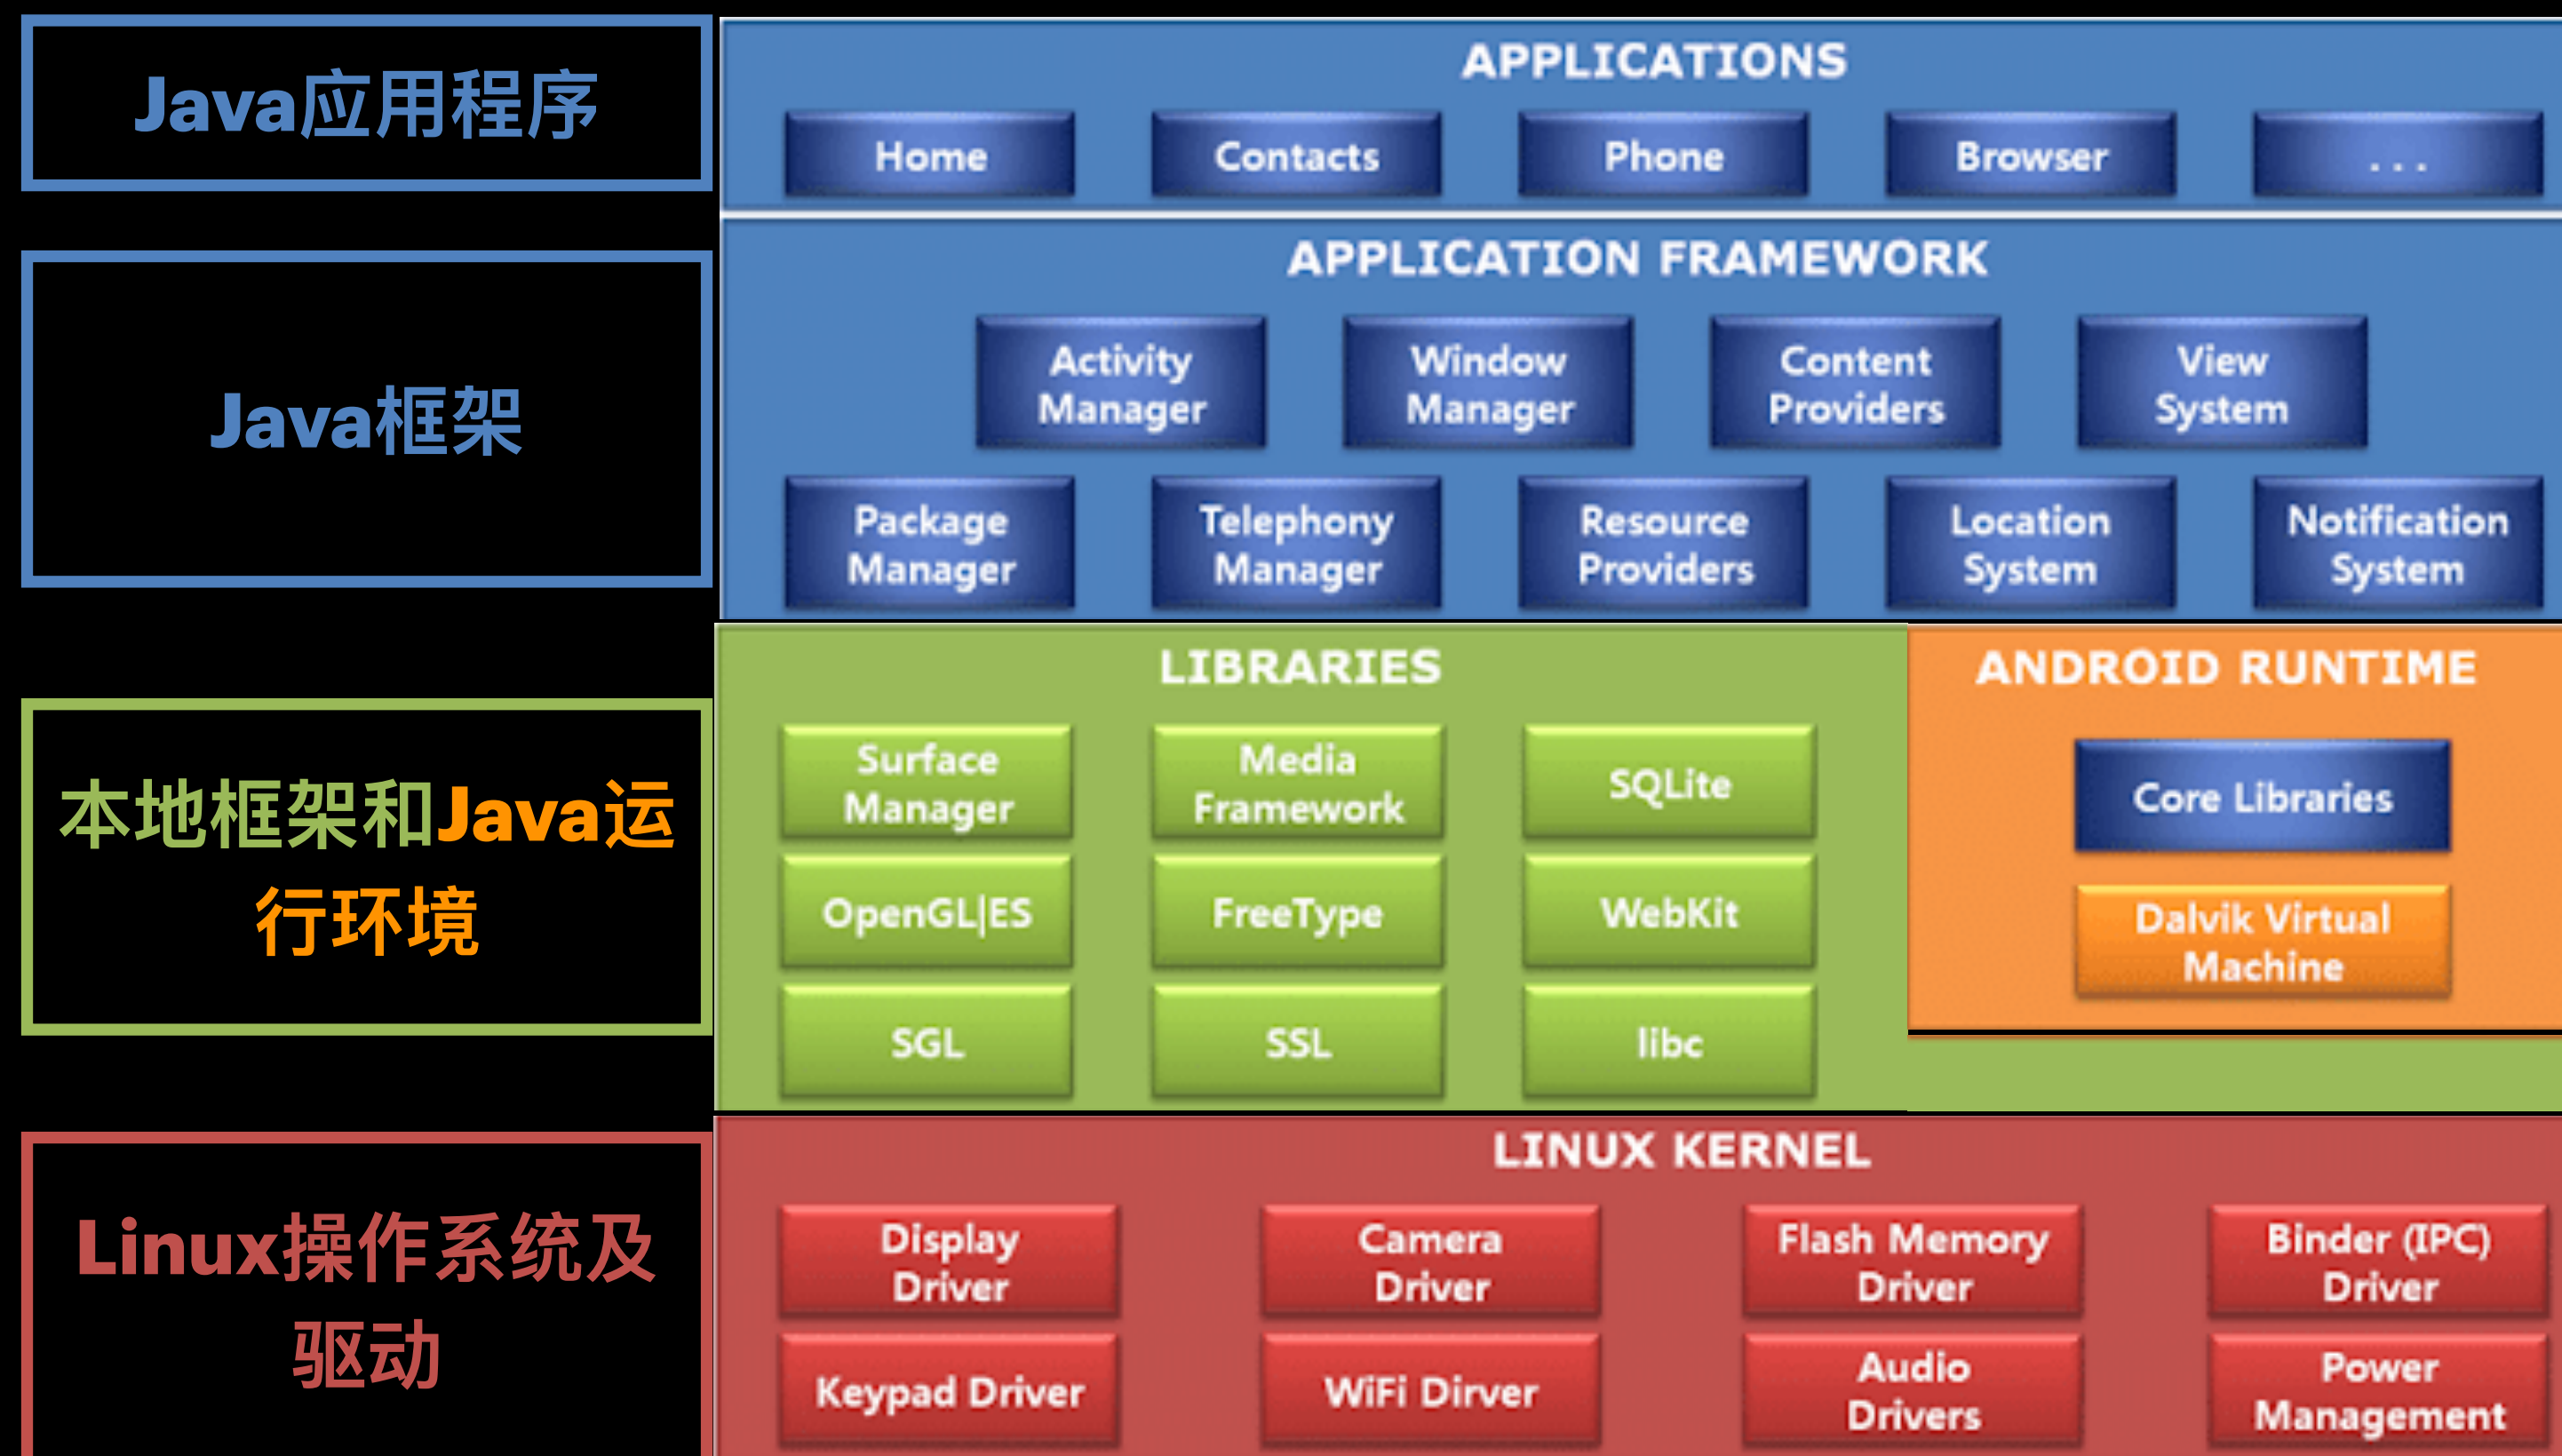 Java应用程序
APPLICATIONS
Home
Contacts
Phone
Browser
...
Java框架
APPLICATION FRAMEWORK
Activity
Manager
Window
Manager
Content
Providers
View
System
Package
Manager
Telephony
Manager
Resource
Providers
Location
System
Notification
System
本地框架和Java运
行环境
LIBRARIES
Surface
Manager
Media
Framework
SQLite
OpenGL|ES
FreeType
WebKit
SGL
SSL
libc
ANDROID RUNTIME
Core Libraries
Dalvik Virtual
Machine
Linux操作系统及
驱动
LINUX KERNEL
Display
Driver
Camera
Driver
Flash Memory
Driver
Binder (IPC)
Driver
Keypad Driver
WiFi Dirver
Audio
Drivers
Power
Management